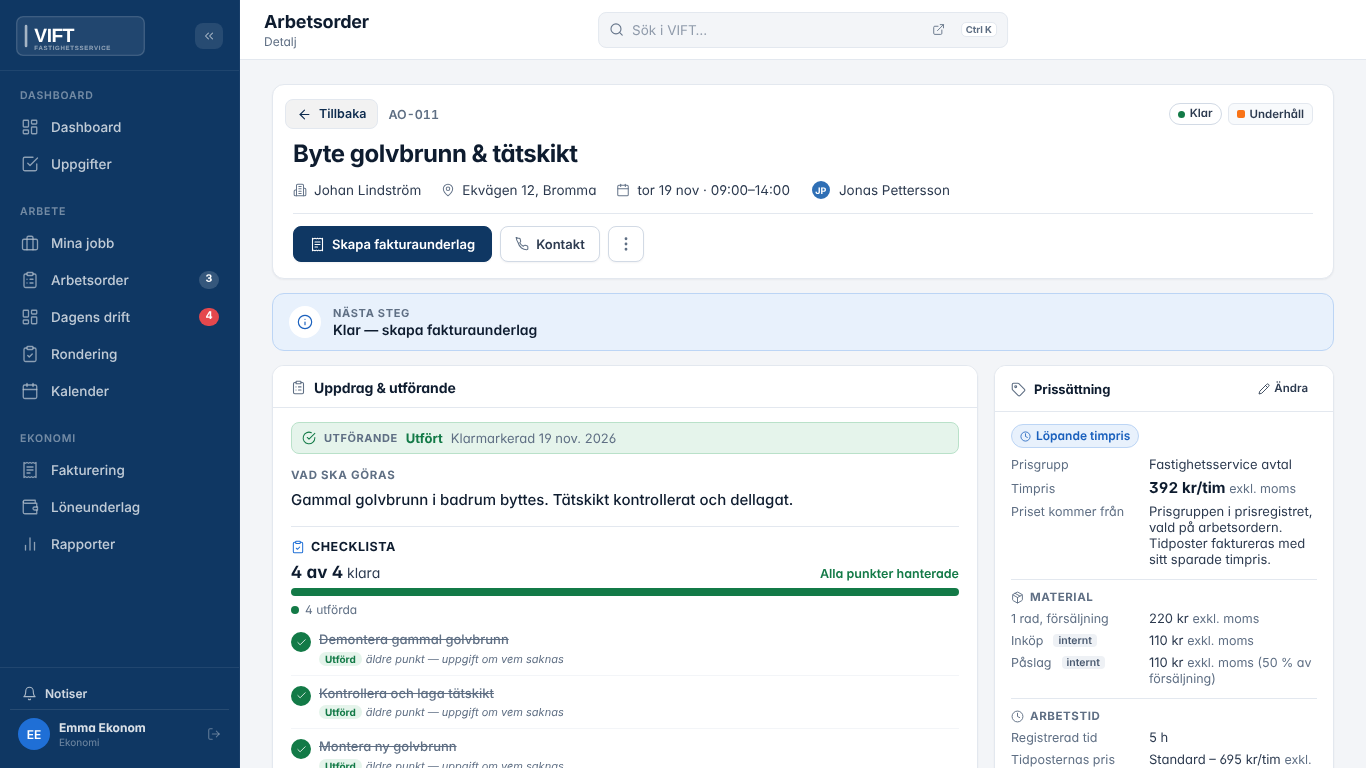 VIFT
FASTIGHETSSERVICE
DASHBOARD
Dashboard
Uppgifter
ARBETE
Mina jobb
Arbetsorder 3
Dagens drift 4
Rondering
Kalender
EKONOMI
Fakturering
Löneunderlag
Rapporter
Notiser
EE Emma Ekonom
Ekonomi
Arbetsorder
Detalj
Sök i VIFT... Ctrl K
Tillbaka AO-011 Klar Underhåll
Byte golvbrunn & tätskikt
Johan Lindström Ekvägen 12, Bromma tor 19 nov · 09:00–14:00 JP Jonas Pettersson
Skapa fakturaunderlag Kontakt
NÄSTA STEG
Klar — skapa fakturaunderlag
Uppdrag & utförande
UTFÖRANDE Utfört Klarmarkerad 19 nov. 2026
VAD SKA GÖRAS
Gammal golvbrunn i badrum byttes. Tätskikt kontrollerat och dellagat.
CHECKLISTA
4 av 4 klara Alla punkter hanterade
4 utförda
Demontera gammal golvbrunn
Utförd äldre punkt — uppgift om vem saknas
Kontrollera och laga tätskikt
Utförd äldre punkt — uppgift om vem saknas
Montera ny golvbrunn
Utförd äldre punkt — uppgift om vem saknas
Prissättning Ändra
Löpande timpris
Prisgrupp Fastighetsservice avtal
Timpris 392 kr/tim exkl. moms
Priset kommer från Prisgruppen i prisregistret,
vald på arbetsordern.
Tidposter faktureras med
sitt sparade timpris.
MATERIAL
1 rad, försäljning 220 kr exkl. moms
Inköp internt 110 kr exkl. moms
Påslag internt 110 kr exkl. moms (50 % av
försäljning)
ARBETSTID
Registrerad tid 5 h
Tidposternas pris Standard – 695 kr/tim exkl.